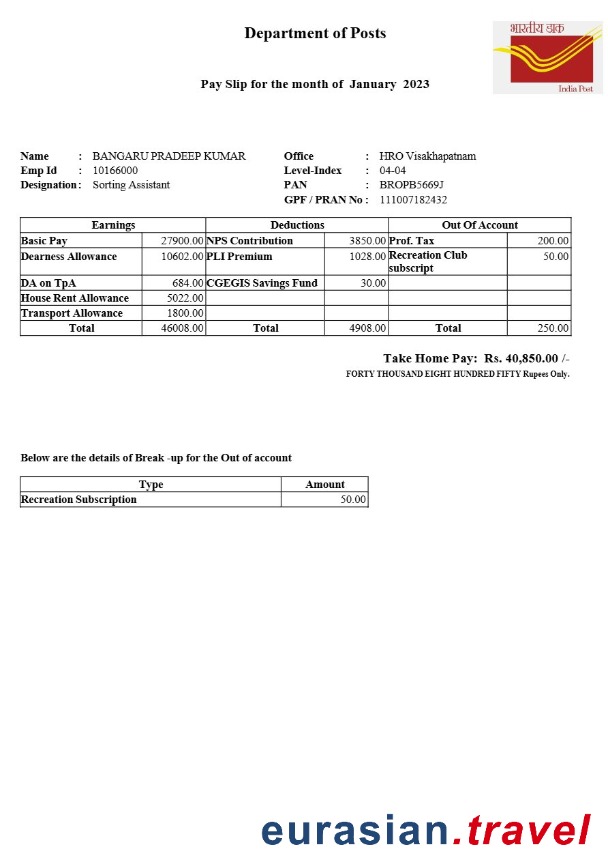 Department of Posts
भारतीय डाक
India Post
Pay Slip for the month of January 2023
Name : BANGARU PRADEEP KUMAR Office : HRO Visakhapatnam
Emp Id : 10166000 Level-Index : 04-04
Designation: Sorting Assistant PAN : BROPB5669J
GPF / PRAN No : 111007182432
Earnings Deductions Out Of Account
Basic Pay 27900.00 NPS Contribution 3850.00 Prof. Tax 200.00
Dearness Allowance 10602.00 PLI Premium 1028.00 Recreation Club 50.00
subscript
DA on TpA 684.00 CGEGIS Savings Fund 30.00
House Rent Allowance 5022.00
Transport Allowance 1800.00
Total 46008.00 Total 4908.00 Total 250.00
Take Home Pay: Rs. 40,850.00 /-
FORTY THOUSAND EIGHT HUNDRED FIFTY Rupees Only.
Below are the details of Break -up for the Out of account
Type Amount
Recreation Subscription 50.00
eurasian.travel